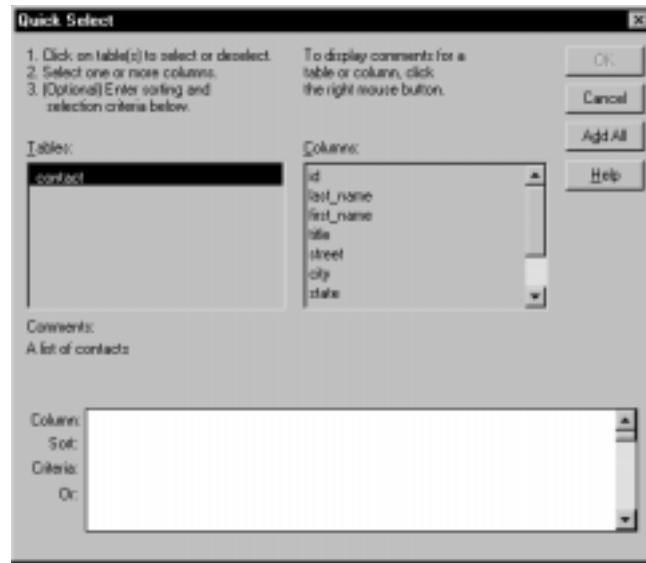 Quick Select
1. Click on table(s) to select or deselect.
2. Select one or more columns.
3. (Optional) Enter sorting and
selection criteria below.
To display comments for a
table or column, click
the right mouse button.
OK
Cancel
Add All
Help
Tables:
contact
Columns:
id
last_name
first_name
title
street
city
state
Comments:
A list of contacts
Column:
Sort:
Criteria:
Or: